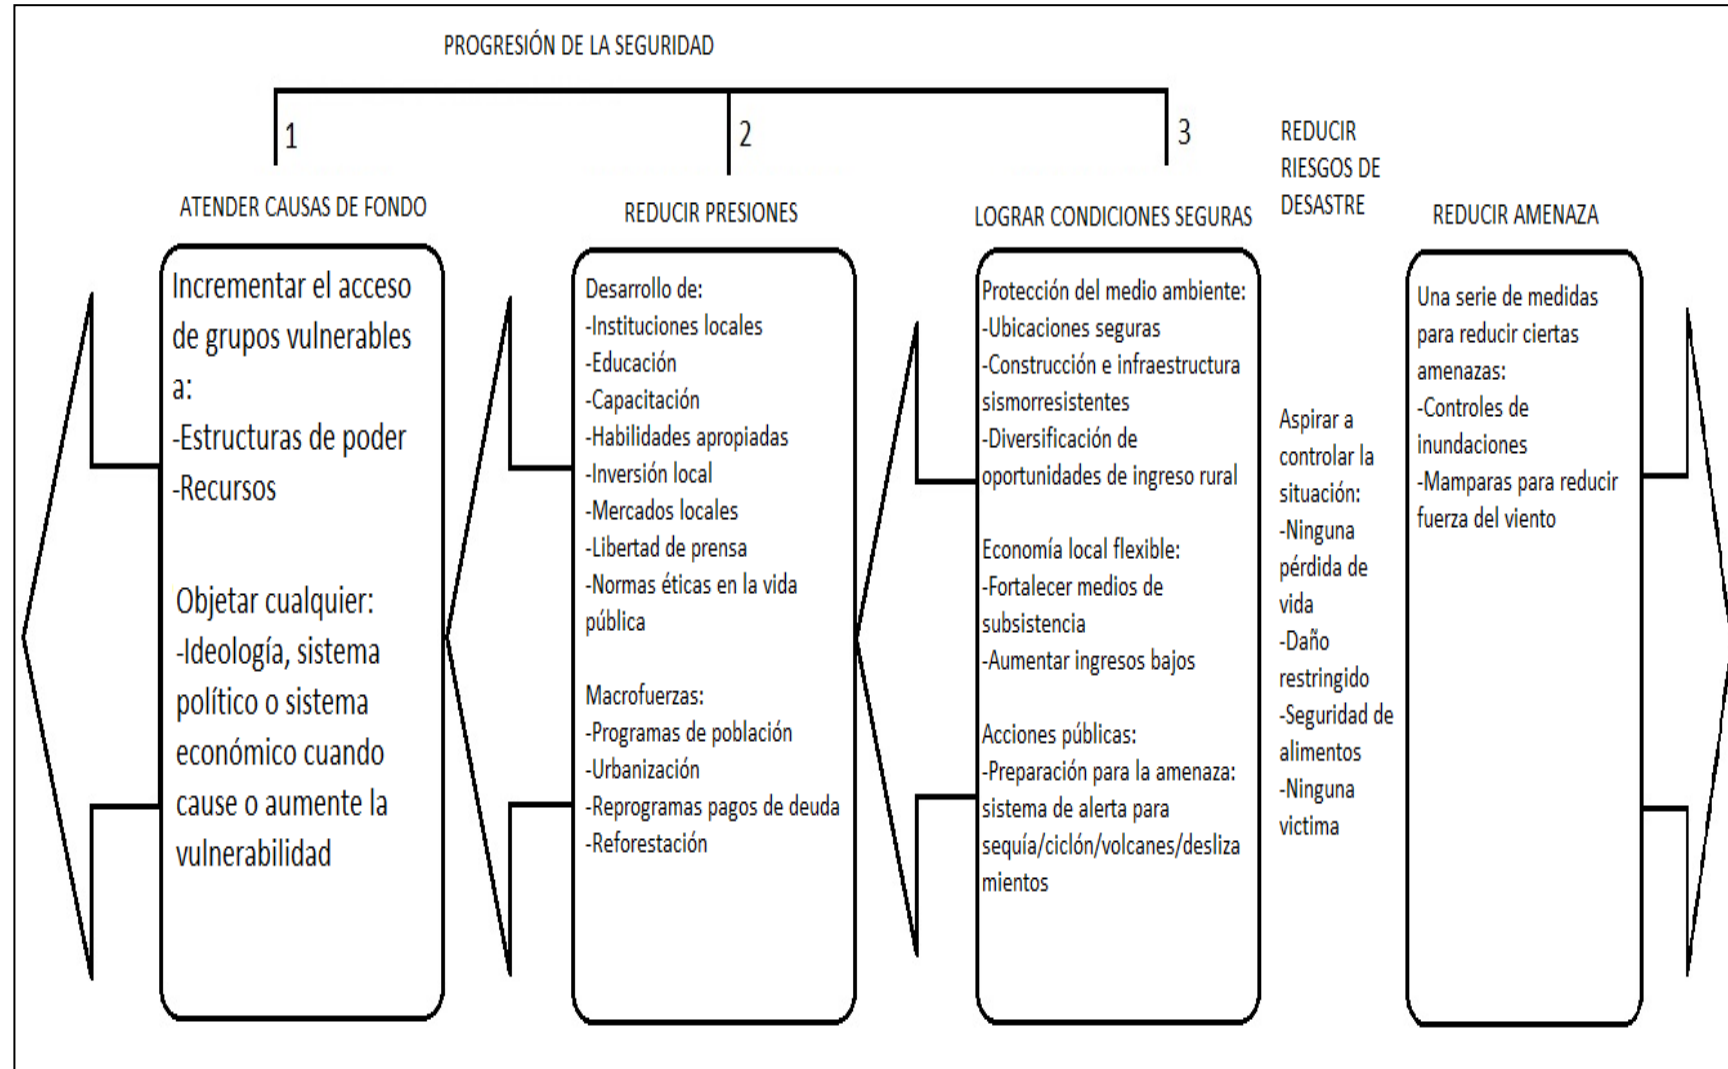 PROGRESIÓN DE LA SEGURIDAD
1
2
3
ATENDER CAUSAS DE FONDO
Incrementar el acceso
de grupos vulnerables
a:
-Estructuras de poder
-Recursos
Objetar cualquier:
-Ideología, sistema
político o sistema
económico cuando
cause o aumente la
vulnerabilidad
REDUCIR PRESIONES
Desarrollo de:
-Instituciones locales
-Educación
-Capacitación
-Habilidades apropiadas
-Inversión local
-Mercados locales
-Libertad de prensa
-Normas éticas en la vida
pública
Macrofuerzas:
-Programas de población
-Urbanización
-Reprogramas pagos de deuda
-Reforestación
LOGRAR CONDICIONES SEGURAS
Protección del medio ambiente:
-Ubicaciones seguras
-Construcción e infraestructura
sismorresistentes
-Diversificación de
oportunidades de ingreso rural
Economía local flexible:
-Fortalecer medios de
subsistencia
-Aumentar ingresos bajos
Acciones públicas:
-Preparación para la amenaza:
sistema de alerta para
sequía/ciclón/volcanes/desliza
mientos
REDUCIR
RIESGOS DE
DESASTRE
Aspirar a
controlar la
situación:
-Ninguna
pérdida de
vida
-Daño
restringido
-Seguridad de
alimentos
-Ninguna
victima
REDUCIR AMENAZA
Una serie de medidas
para reducir ciertas
amenazas:
-Controles de
inundaciones
-Mamparas para reducir
fuerza del viento